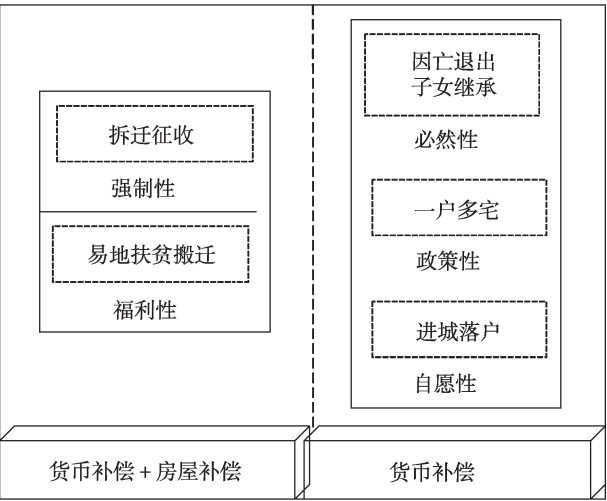 拆迁征收
强制性
易地扶贫搬迁
福利性
货币补偿+房屋补偿
因亡退出
子女继承
必然性
一户多宅
政策性
进城落户
自愿性
货币补偿